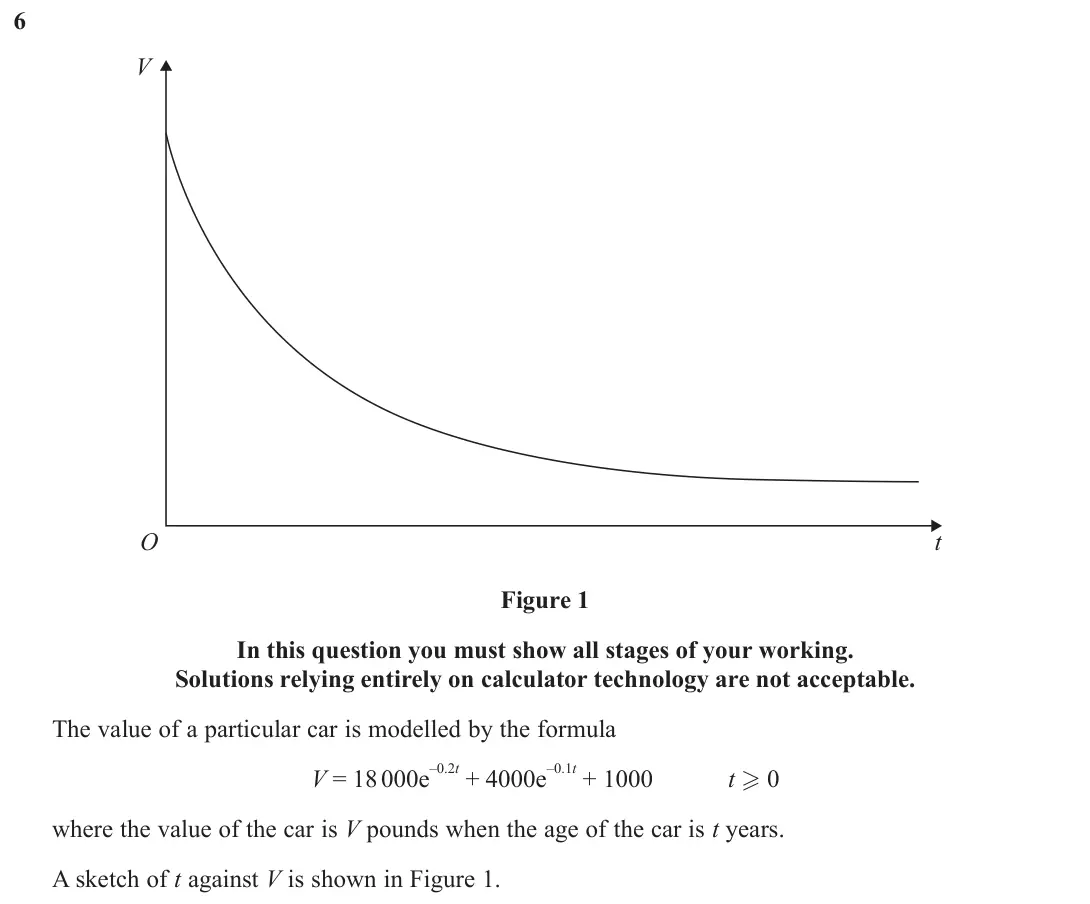 6
V
O
t
Figure 1
In this question you must show all stages of your working.
Solutions relying entirely on calculator technology are not acceptable.
The value of a particular car is modelled by the formula
V = 18 000e^{–0.2t} + 4000e^{–0.1t} + 1000 t ⩾ 0
where the value of the car is V pounds when the age of the car is t years.
A sketch of t against V is shown in Figure 1.